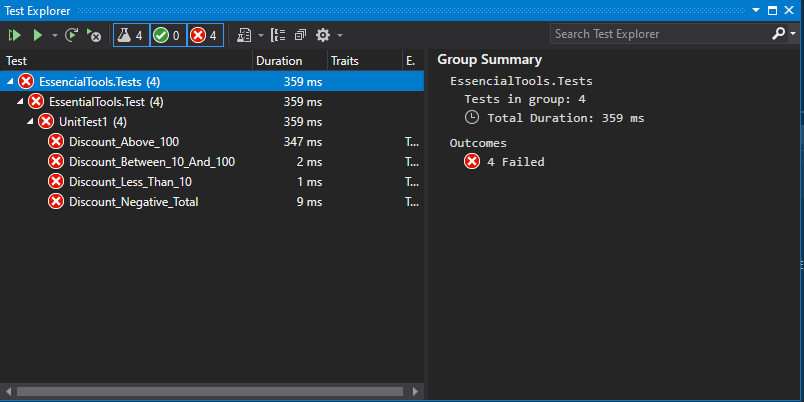 Test Explorer
4 0 4 Search Test Explorer
Test Duration Traits E.
EssencialTools.Tests (4) 359 ms
EssentialTools.Test (4) 359 ms
UnitTest1 (4) 359 ms
Discount_Above_100 347 ms T...
Discount_Between_10_And_100 2 ms T...
Discount_Less_Than_10 1 ms T...
Discount_Negative_Total 9 ms T...
Group Summary
EssencialTools.Tests
Tests in group: 4
Total Duration: 359 ms
Outcomes
4 Failed